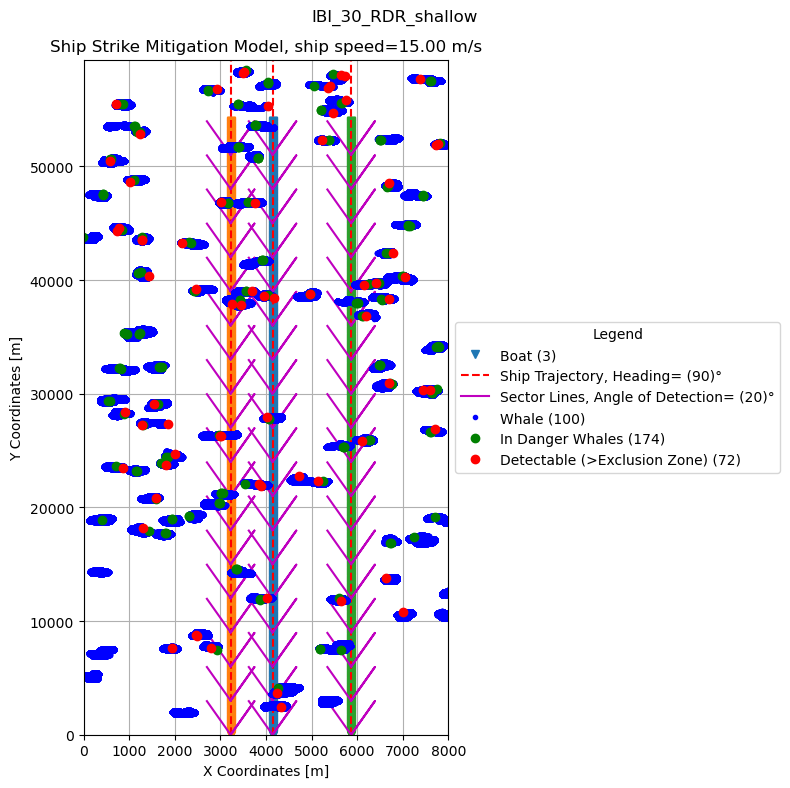 IBI_30_RDR_shallow
Ship Strike Mitigation Model, ship speed=15.00 m/s
Y Coordinates [m]
50000
40000
30000
20000
10000
0
0 1000 2000 3000 4000 5000 6000 7000 8000
X Coordinates [m]
Legend
Boat (3)
Ship Trajectory, Heading= (90)°
Sector Lines, Angle of Detection= (20)°
Whale (100)
In Danger Whales (174)
Detectable (>Exclusion Zone) (72)